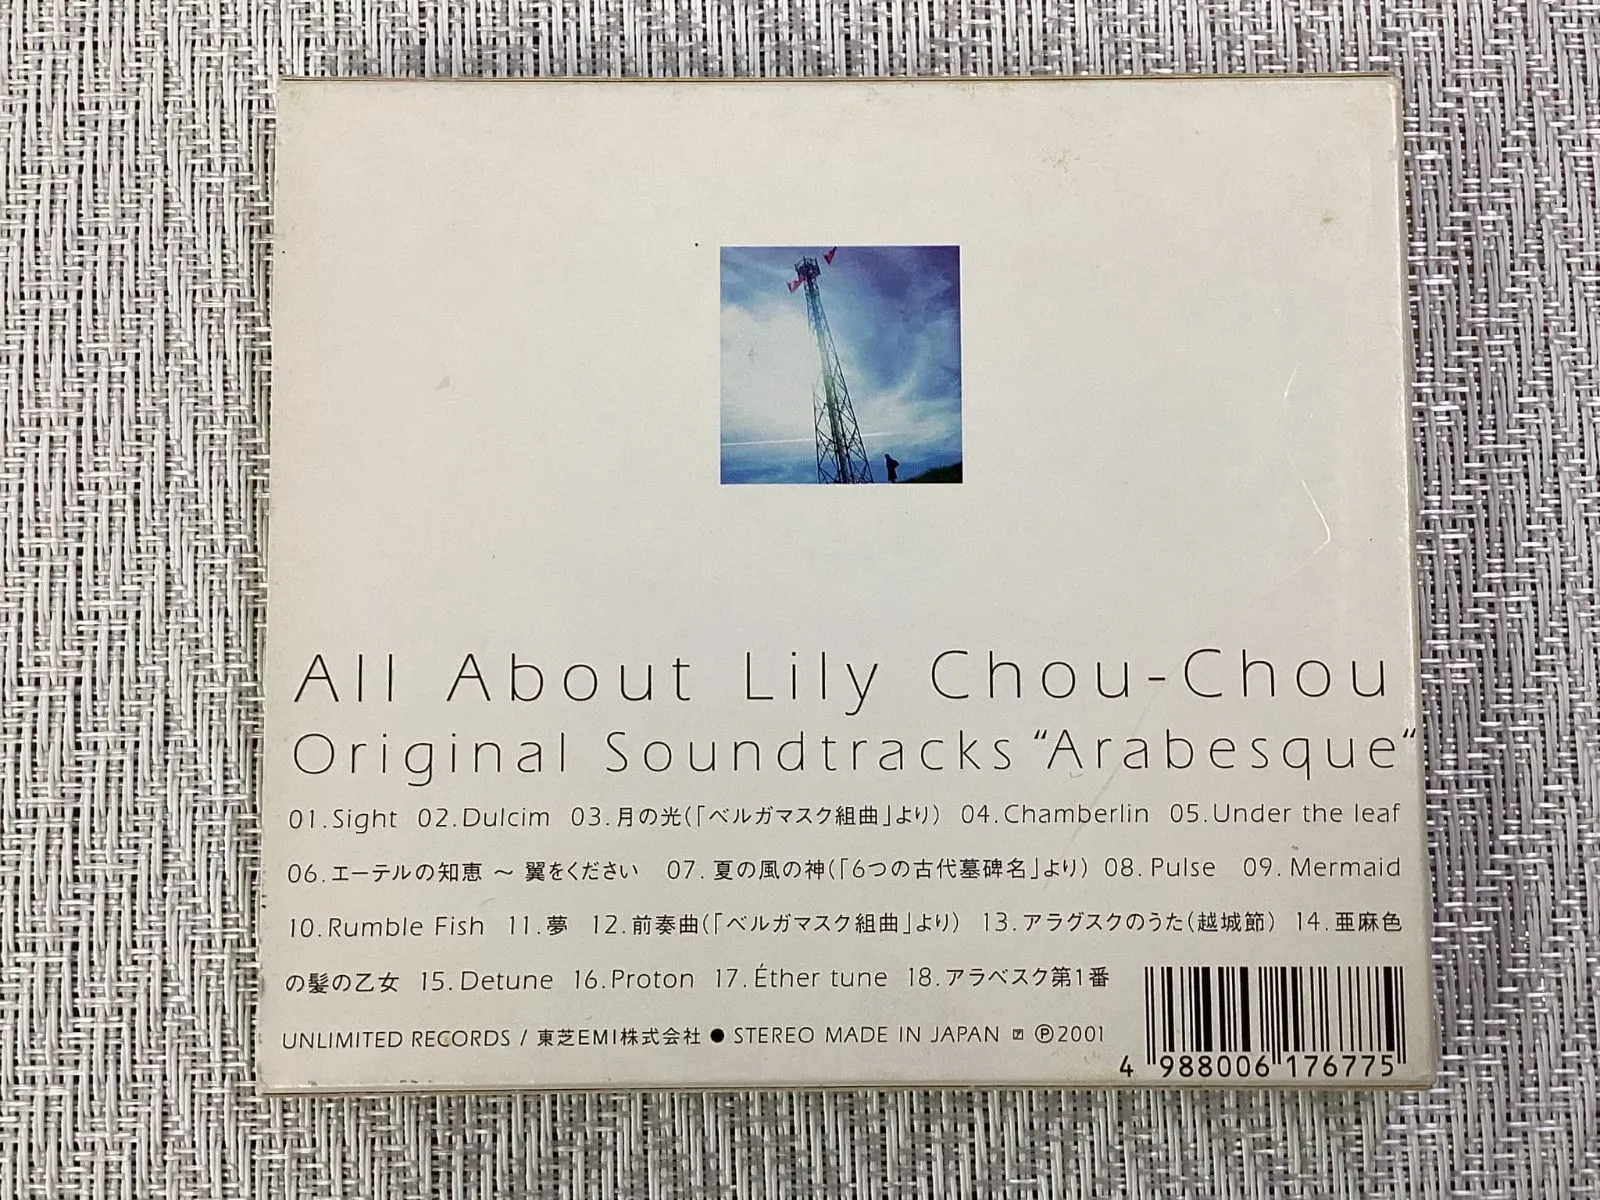 All About Lily Chou-Chou
Original Soundtracks “Arabesque“
01.Sight 02.Dulcim 03.月の光(「ベルガマスク組曲」より) 04.Chamberlin 05.Under the leaf
06.エーテルの知恵 〜 翼をください 07.夏の風の神(「6つの古代墓碑名」より) 08.Pulse 09.Mermaid
10.Rumble Fish 11.夢 12.前奏曲(「ベルガマスク組曲」より) 13.アラグスクのうた(越城節) 14.亜麻色
の髪の乙女 15.Detune 16.Proton 17.Éther tune 18.アラベスク第1番
UNLIMITED RECORDS / 東芝EMI株式会社 ● STEREO MADE IN JAPAN ℗2001
4 988006 176775